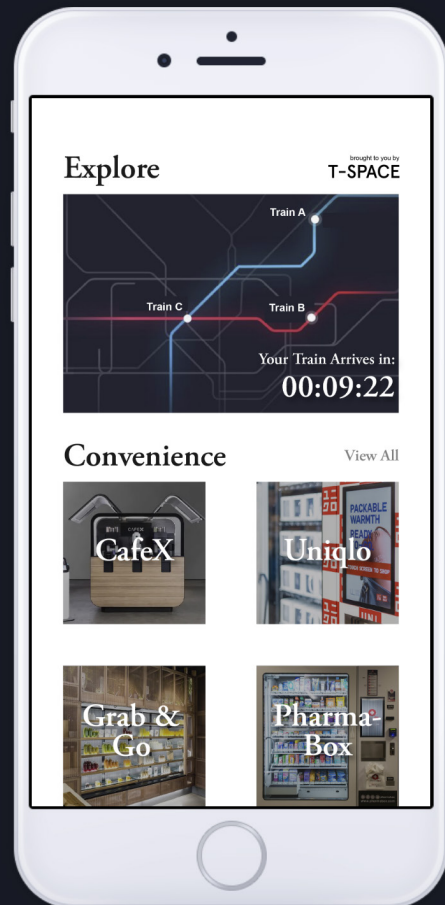 Explore
brought to you by
T-SPACE
Train A
Train C
Train B
Your Train Arrives in:
00:09:22
Convenience
View All
CafeX
Uniqlo
PACKABLE
WARMTH
READY
Grab &
Go
Pharma-
Box